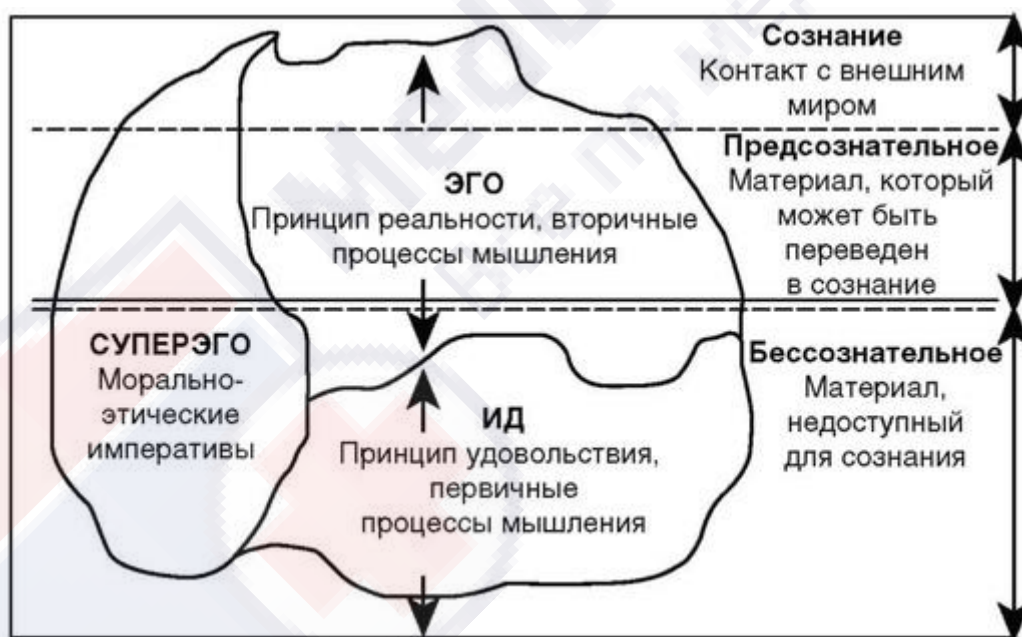 Сознание
Контакт с внешним
миром
Предсознательное
Материал, который
может быть
переведен
в сознание
ЭГО
Принцип реальности, вторичные
процессы мышления
СУПЕРЭГО
Морально-
этические
императивы
ИД
Принцип удовольствия,
первичные
процессы мышления
Бессознательное
Материал,
недоступный
для сознания